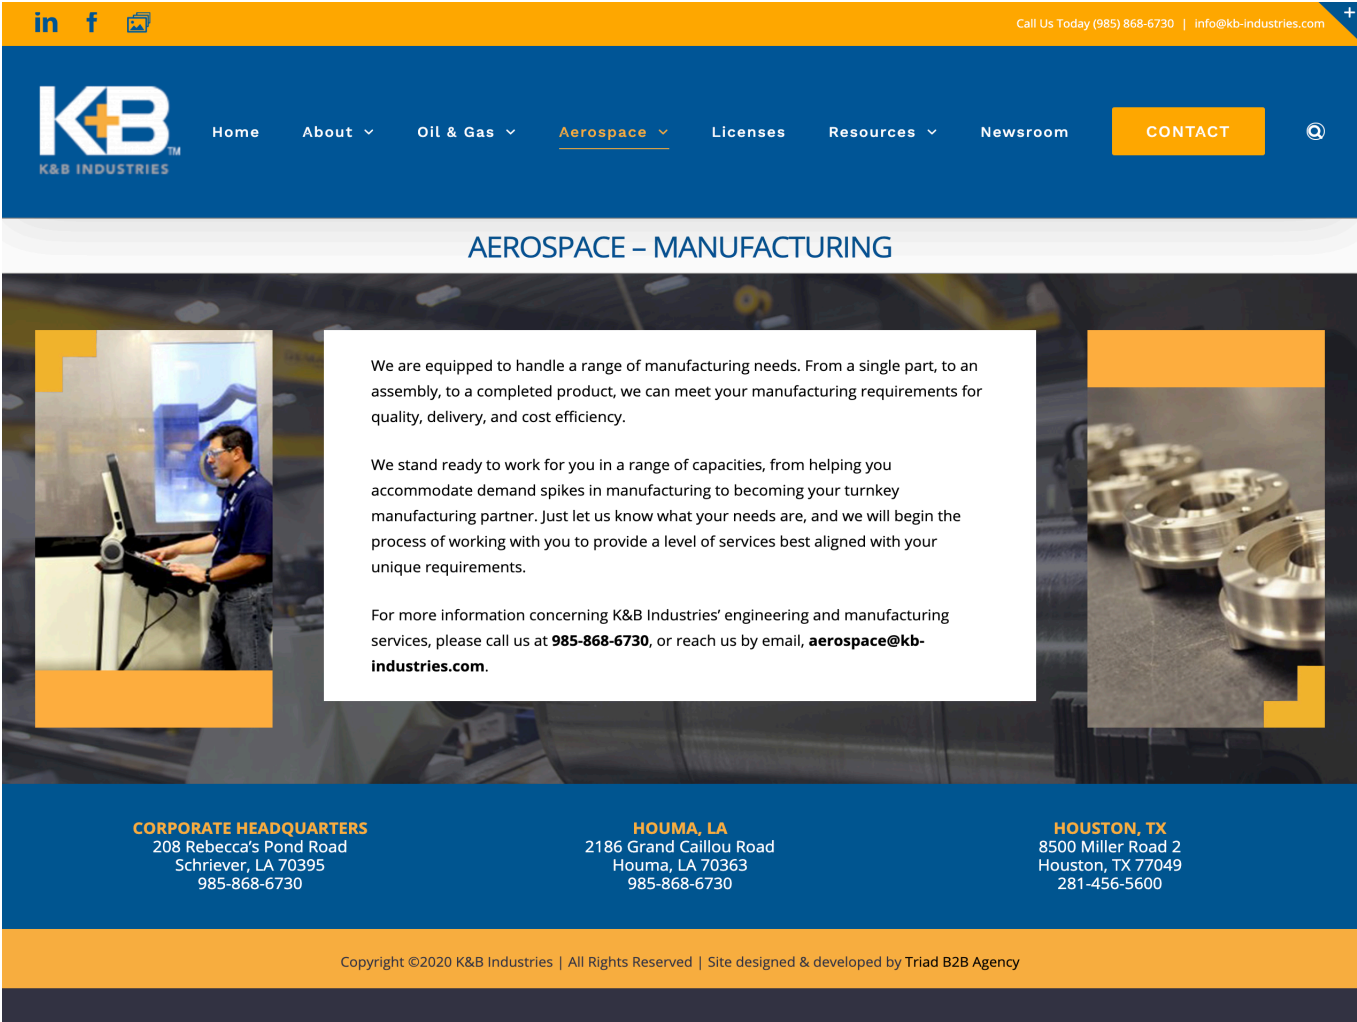 Call Us Today (985) 868-6730 | info@kb-industries.com
K+B TM
K&B INDUSTRIES
Home About Oil & Gas Aerospace Licenses Resources Newsroom CONTACT
AEROSPACE – MANUFACTURING
We are equipped to handle a range of manufacturing needs. From a single part, to an
assembly, to a completed product, we can meet your manufacturing requirements for
quality, delivery, and cost efficiency.
We stand ready to work for you in a range of capacities, from helping you
accommodate demand spikes in manufacturing to becoming your turnkey
manufacturing partner. Just let us know what your needs are, and we will begin the
process of working with you to provide a level of services best aligned with your
unique requirements.
For more information concerning K&B Industries’ engineering and manufacturing
services, please call us at 985-868-6730, or reach us by email, aerospace@kb-
industries.com.
CORPORATE HEADQUARTERS
208 Rebecca’s Pond Road
Schriever, LA 70395
985-868-6730
HOUMA, LA
2186 Grand Caillou Road
Houma, LA 70363
985-868-6730
HOUSTON, TX
8500 Miller Road 2
Houston, TX 77049
281-456-5600
Copyright ©2020 K&B Industries | All Rights Reserved | Site designed & developed by Triad B2B Agency